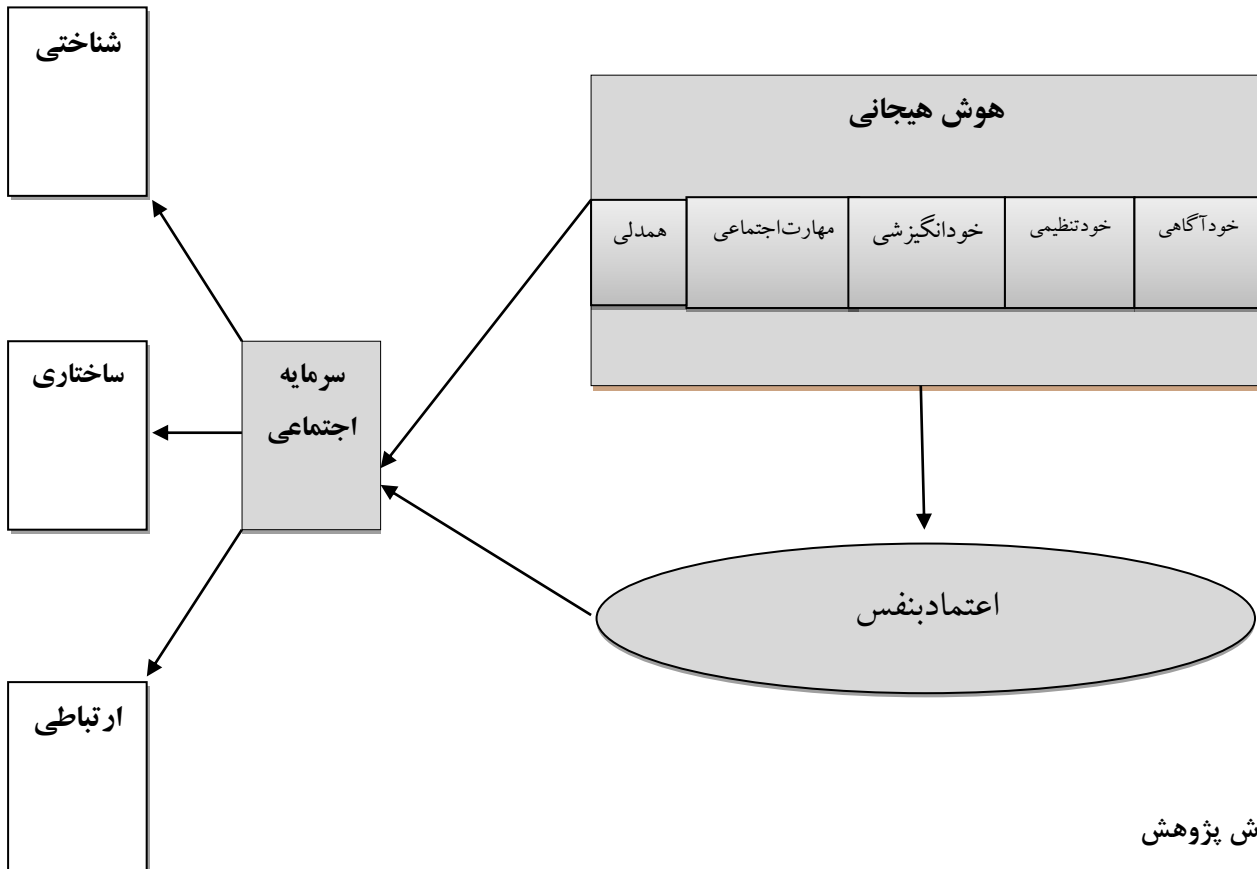 شناختی
هوش هیجانی
خودآگاهی
خودتنظیمی
خودانگیزشی
مهارت‌اجتماعی
همدلی
سرمایه
اجتماعی
ساختاری
اعتمادبنفس
ارتباطی
ش پژوهش